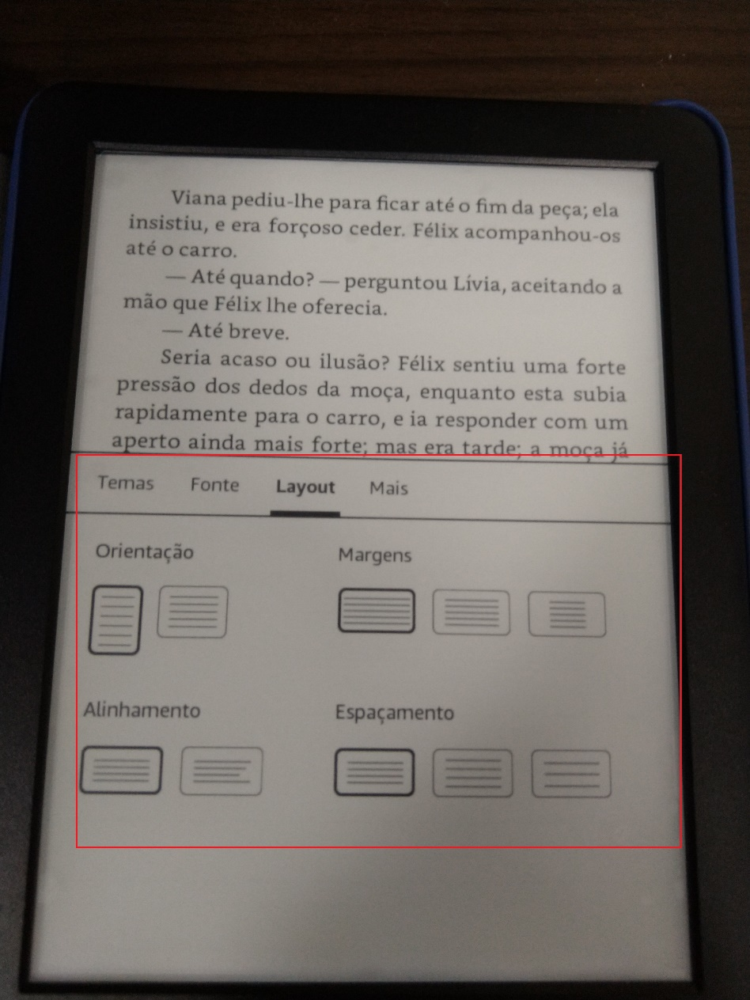 Viana pediu-lhe para ficar até o fim da peça; ela
insistiu, e era forçoso ceder. Félix acompanhou-os
até o carro.
— Até quando? — perguntou Lívia, aceitando a
mão que Félix lhe oferecia.
— Até breve.
Seria acaso ou ilusão? Félix sentiu uma forte
pressão dos dedos da moça, enquanto esta subia
rapidamente para o carro, e ia responder com um
aperto ainda mais forte; mas era tarde; a moça já
Temas Fonte Layout Mais
Orientação Margens
Alinhamento Espaçamento